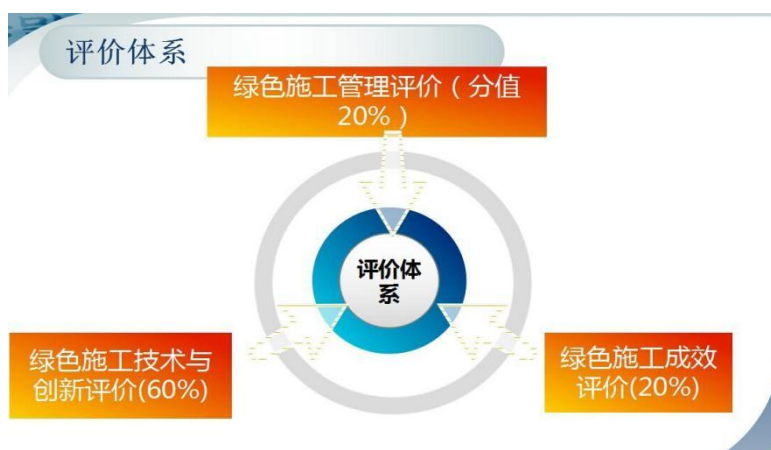 评价体系
绿色施工管理评价（分值
20%）
评价体
系
绿色施工技术与
创新评价(60%)
绿色施工成效
评价(20%)